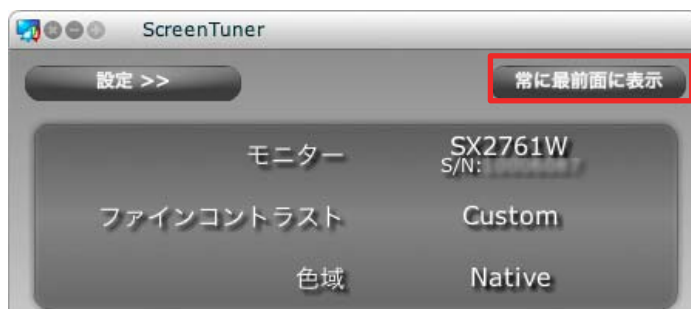 ScreenTuner
設定 >>
常に最前面に表示
モニター
SX2761W
S/N:
ファインコントラスト
Custom
色域
Native